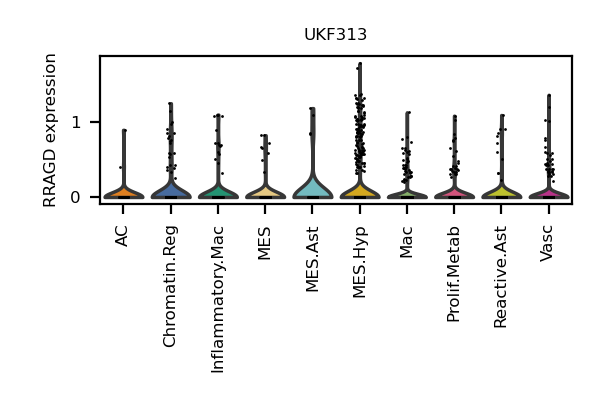 UKF313
RRAGD expression
1
0
AC
Chromatin.Reg
Inflammatory.Mac
MES
MES.Ast
MES.Hyp
Mac
Prolif.Metab
Reactive.Ast
Vasc